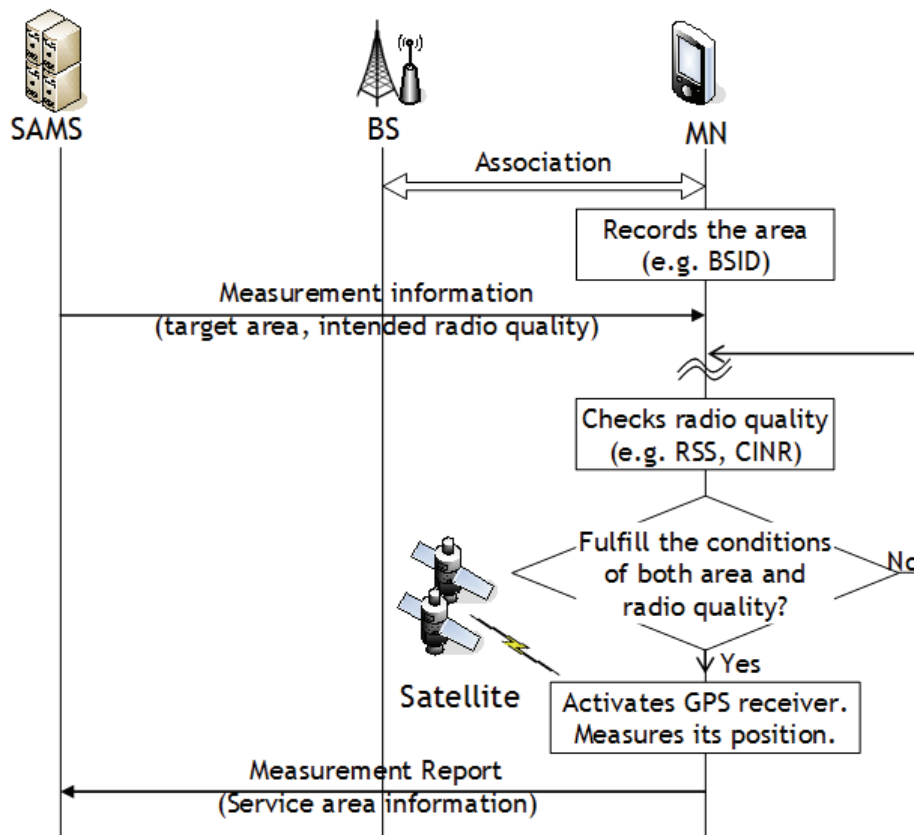 SAMS
BS
MN
Association
Records the area
(e.g. BSID)
Measurement information
(target area, intended radio quality)
Checks radio quality
(e.g. RSS, CINR)
Fulfill the conditions
of both area and
radio quality?
No
Yes
Satellite
Activates GPS receiver.
Measures its position.
Measurement Report
(Service area information)